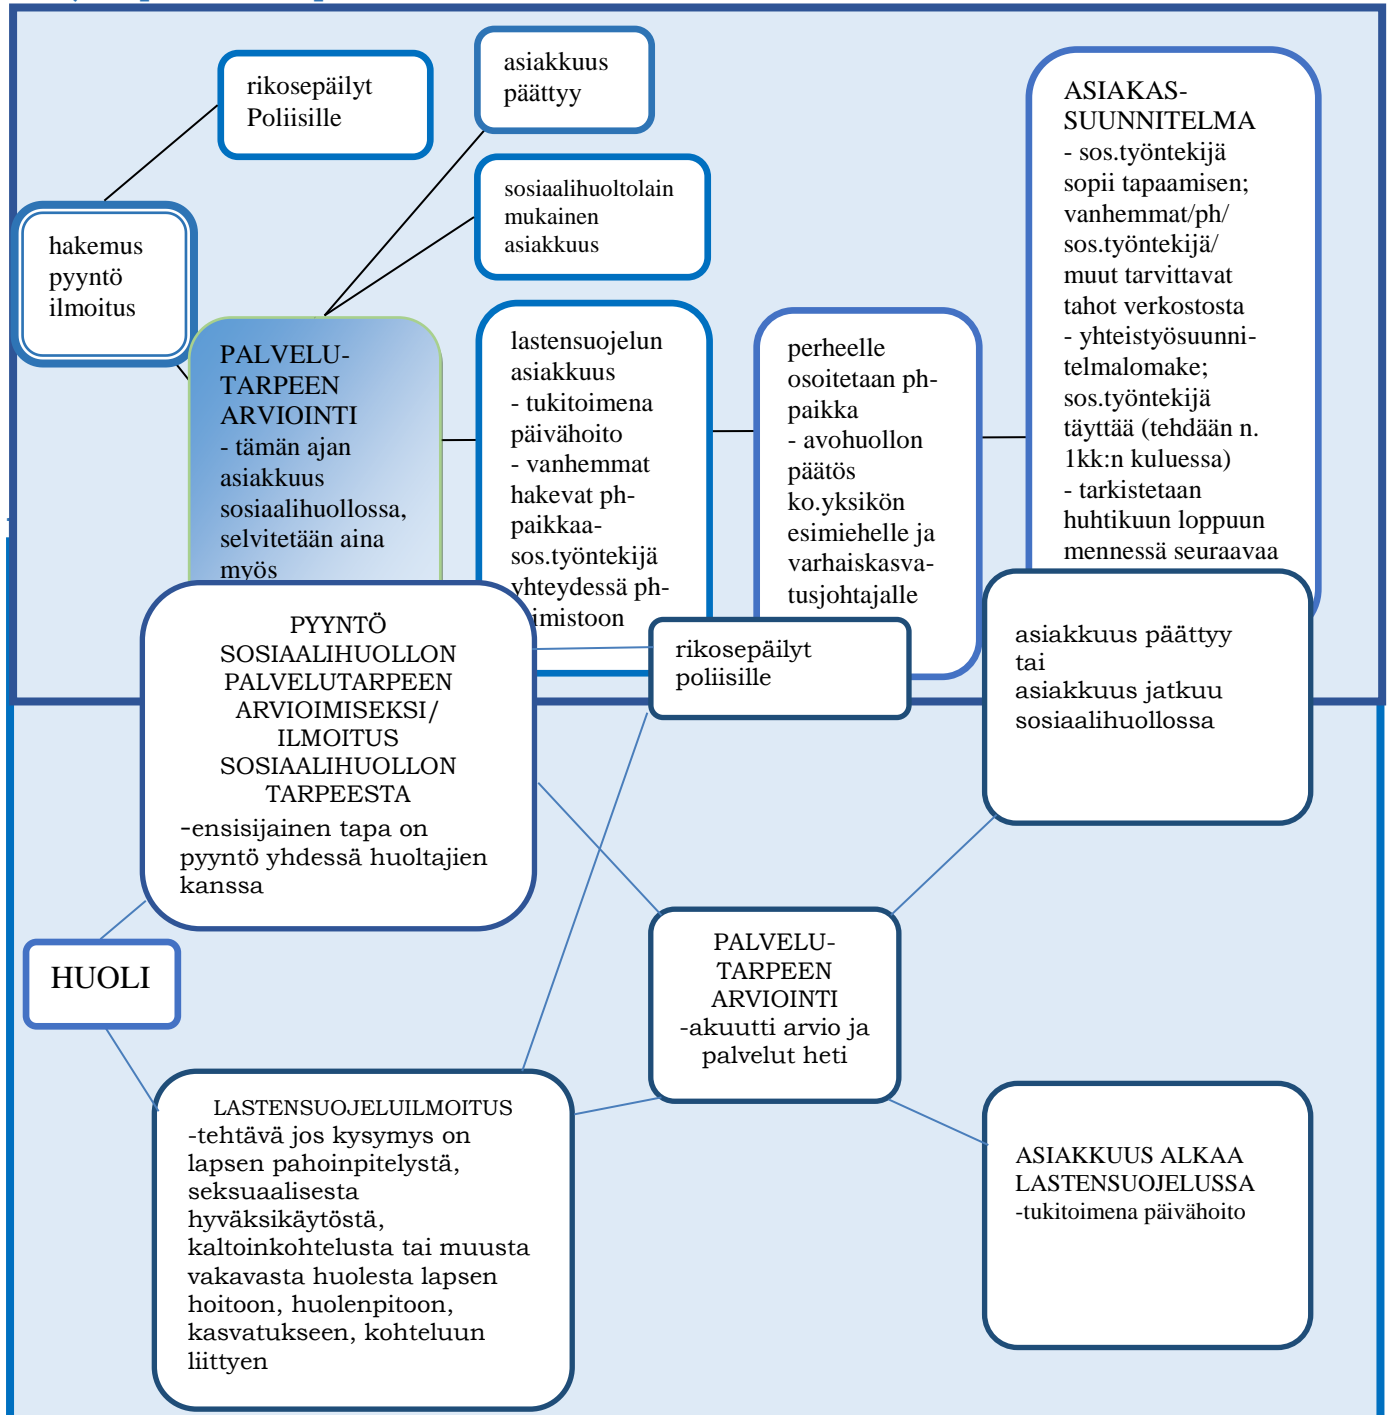 rikosepäilyt
Poliisille
asiakkuus
päättyy
sosiaalihuoltolain
mukainen
asiakkuus
hakemus
pyyntö
ilmoitus
PALVELU-
TARPEEN
ARVIOINTI
- tämän ajan
asiakkuus
sosiaalihuollossa,
selvitetään aina
myös
lastensuojelun
asiakkuus
- tukitoimena
päivähoito
- vanhemmat
hakevat ph-
paikkaa-
sos.työntekijä
yhteydessä ph-
perheelle
osoitetaan ph-
paikka
- avohuollon
päätös
ko.yksikön
esimiehelle ja
varhaiskasva-
tusjohtajalle
ASIAKAS-
SUUNNITELMA
- sos.työntekijä
sopii tapaamisen;
vanhemmat/ph/
sos.työntekijä/
muut tarvittavat
tahot verkostosta
- yhteistyösuunni-
telmalomake;
sos.työntekijä
täyttää (tehdään n.
1kk:n kuluessa)
- tarkistetaan
huhtikuun loppuun
mennessä seuraavaa
PYYNTÖ
SOSIAALIHUOLLON
PALVELUTARPEEN
ARVIOIMISEKSI/
ILMOITUS
SOSIAALIHUOLLON
TARPEESTA
-ensisijainen tapa on
pyyntö yhdessä huoltajien
kanssa
rikosepäilyt
poliisille
asiakkuus päättyy
tai
asiakkuus jatkuu
sosiaalihuollossa
HUOLI
PALVELU-
TARPEEN
ARVIOINTI
-akuutti arvio ja
palvelut heti
LASTENSUOJELUILMOITUS
-tehtävä jos kysymys on
lapsen pahoinpitelystä,
seksuaalisesta
hyväksikäytöstä,
kaltoinkohtelusta tai muusta
vakavasta huolesta lapsen
hoitoon, huolenpitoon,
kasvatukseen, kohteluun
liittyen
ASIAKKUUS ALKAA
LASTENSUOJELUSSA
-tukitoimena päivähoito